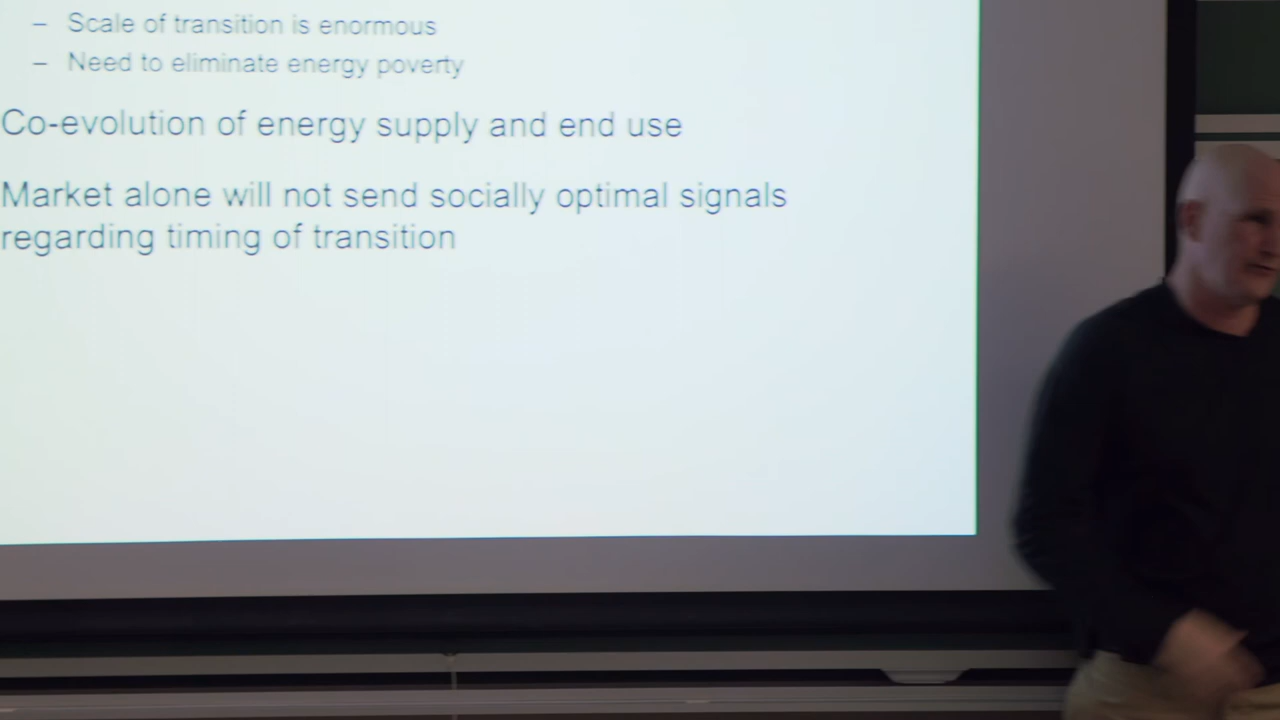 – Scale of transition is enormous
– Need to eliminate energy poverty
Co-evolution of energy supply and end use
Market alone will not send socially optimal signals
regarding timing of transition